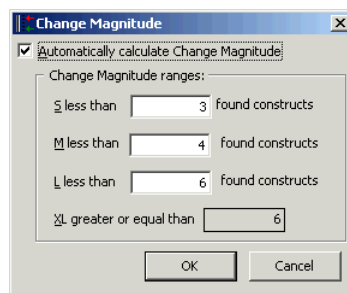 Change Magnitude
Automatically calculate Change Magnitude
Change Magnitude ranges:
S less than 3 found constructs
M less than 4 found constructs
L less than 6 found constructs
XL greater or equal than 6
OK Cancel